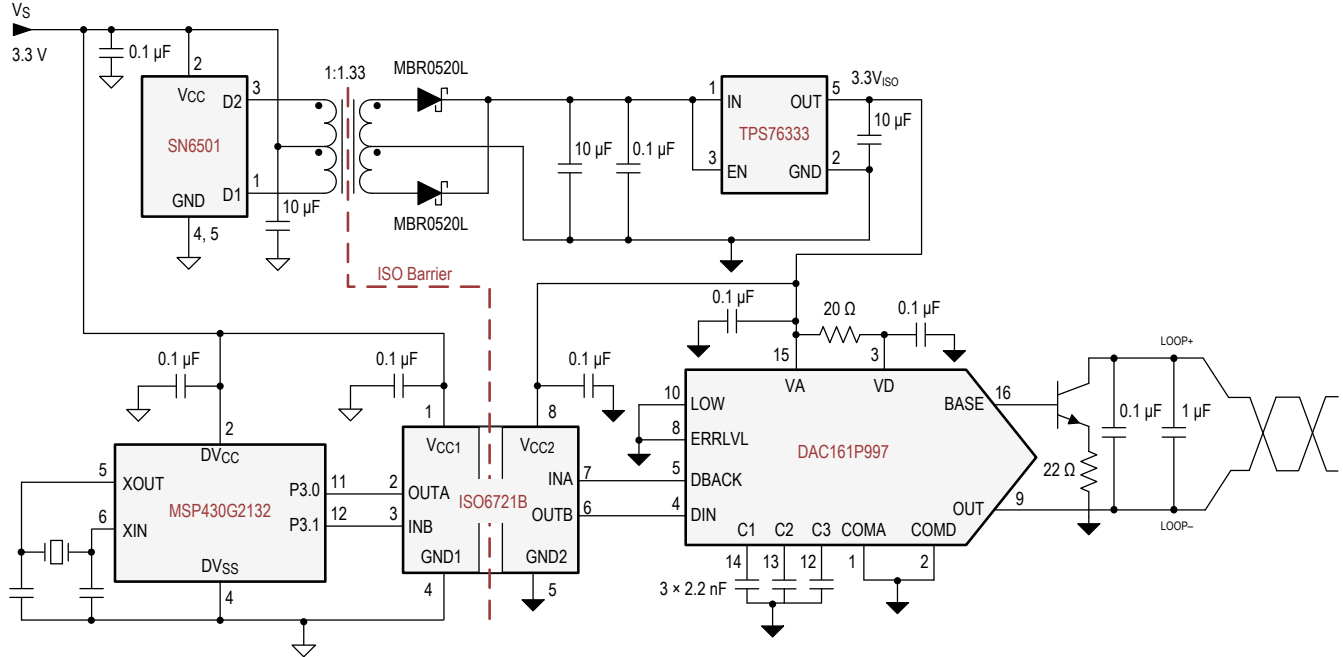 VS
3.3 V
0.1 µF
2
VCC
D2
3
SN6501
1
D1
GND
4, 5
10 µF
1:1.33
MBR0520L
MBR0520L
10 µF
0.1 µF
1
IN
OUT
5
3.3VISO
TPS76333
10 µF
3
EN
GND
2
ISO Barrier
0.1 µF
0.1 µF
0.1 µF
0.1 µF
20 Ω
0.1 µF
2
DVCC
5
XOUT
MSP430G2132
6
XIN
P3.0
11
P3.1
12
DVSS
4
1
VCC1
2
OUTA
3
INB
GND1
4
ISO6721B
8
VCC2
INA
7
OUTB
6
GND2
5
15
VA
3
VD
10
LOW
8
ERRLVL
5
DBACK
4
DIN
DAC161P997
BASE
16
OUT
9
C1
C2
C3
COMA
COMD
14
13
12
1
2
3 × 2.2 nF
22 Ω
0.1 µF
1 µF
LOOP+
LOOP–